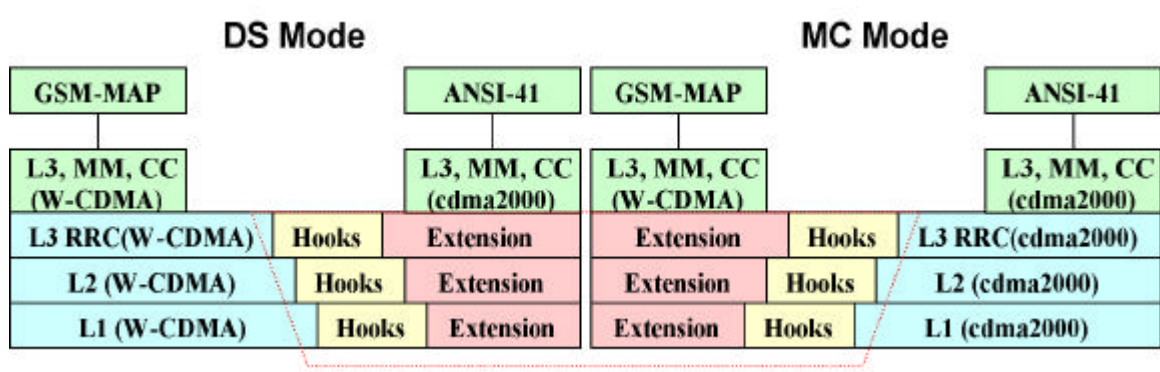 DS Mode MC Mode
GSM-MAP ANSI-41 GSM-MAP ANSI-41
L3, MM, CC L3, MM, CC L3, MM, CC L3, MM, CC
(W-CDMA) (cdma2000) (W-CDMA) (cdma2000)
L3 RRC(W-CDMA) Hooks Extension Extension Hooks L3 RRC(cdma2000)
L2 (W-CDMA) Hooks Extension Extension Hooks L2 (cdma2000)
L1 (W-CDMA) Hooks Extension Extension Hooks L1 (cdma2000)